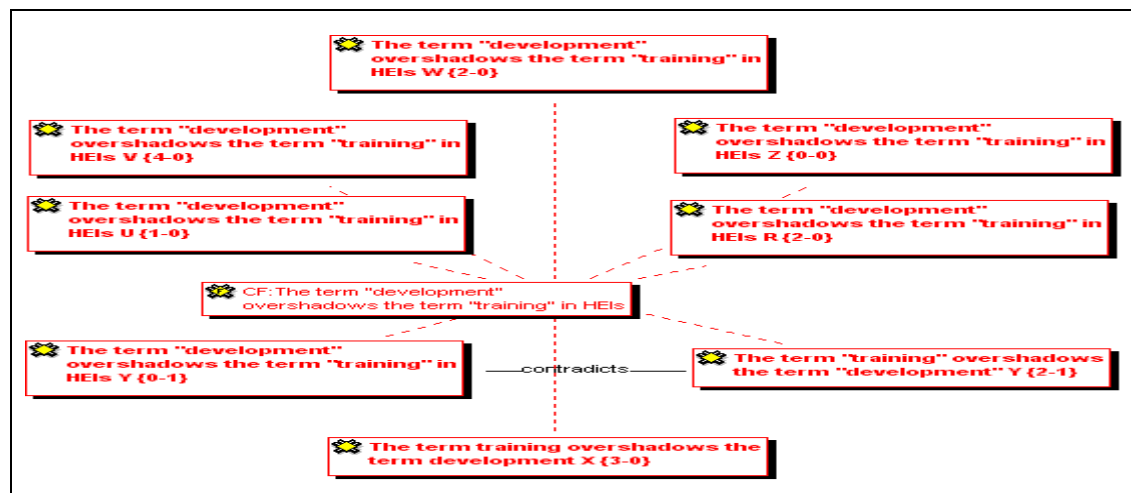 The term "development"
overshadows the term "training" in
HEIs W {2-0}
The term "development"
overshadows the term "training" in
HEIs V {4-0}
The term "development"
overshadows the term "training" in
HEIs Z {0-0}
The term "development"
overshadows the term "training" in
HEIs U {1-0}
The term "development"
overshadows the term "training" in
HEIs R {2-0}
CF:The term "development"
overshadows the term "training" in HEIs
The term "development"
overshadows the term "training" in
HEIs Y {0-1}
contradicts
The term "training" overshadows
the term "development" Y {2-1}
The term training overshadows the
term development X {3-0}